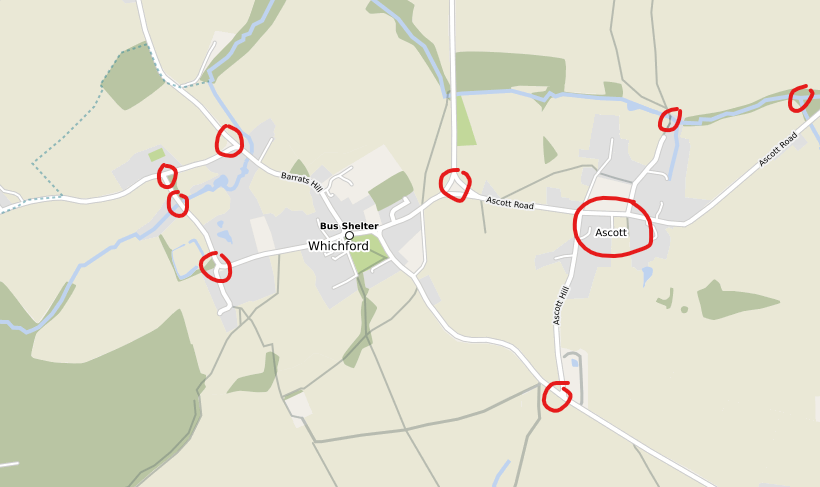 Ascott Road
Barrats Hill
Ascott Road
Bus Shelter
Whichford
Ascott
Ascott Hill